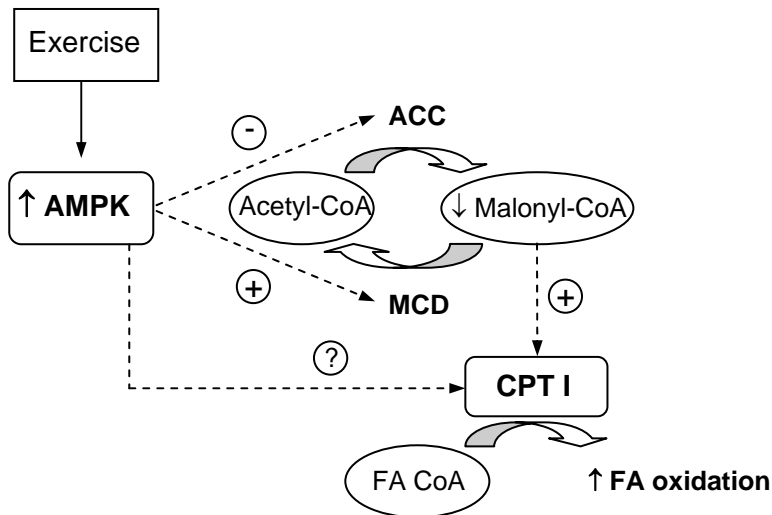 Exercise
-
ACC
↑ AMPK
Acetyl-CoA
↓ Malonyl-CoA
+
MCD
+
?
CPT I
FA CoA
↑ FA oxidation